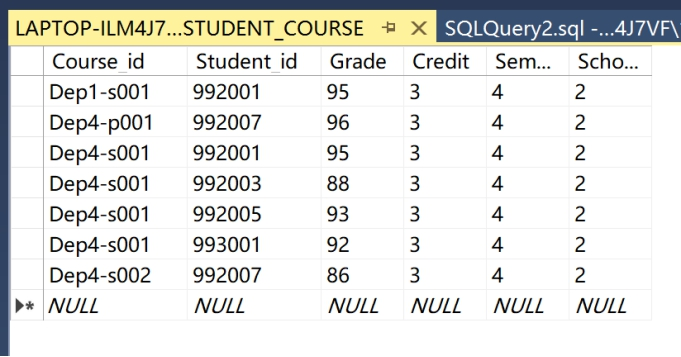 LAPTOP-ILM4J7...STUDENT_COURSE SQLQuery2.sql -...4J7VF\
Course_id Student_id Grade Credit Sem... Scho...
Dep1-s001 992001 95 3 4 2
Dep4-p001 992007 96 3 4 2
Dep4-s001 992001 95 3 4 2
Dep4-s001 992003 88 3 4 2
Dep4-s001 992005 93 3 4 2
Dep4-s001 993001 92 3 4 2
Dep4-s002 992007 86 3 4 2
NULL NULL NULL NULL NULL NULL